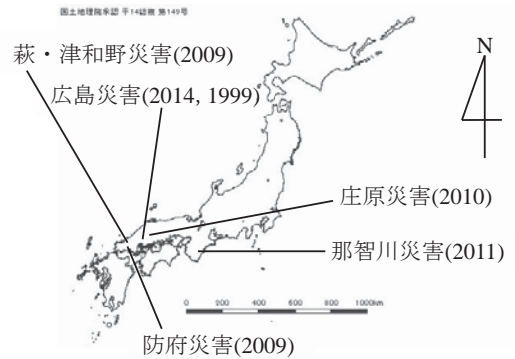 国土地理院承認 平14総複 第149号
萩・津和野災害(2009)
N
広島災害(2014, 1999)
庄原災害(2010)
那智川災害(2011)
0 200 400 600 800 1000km
防府災害(2009)